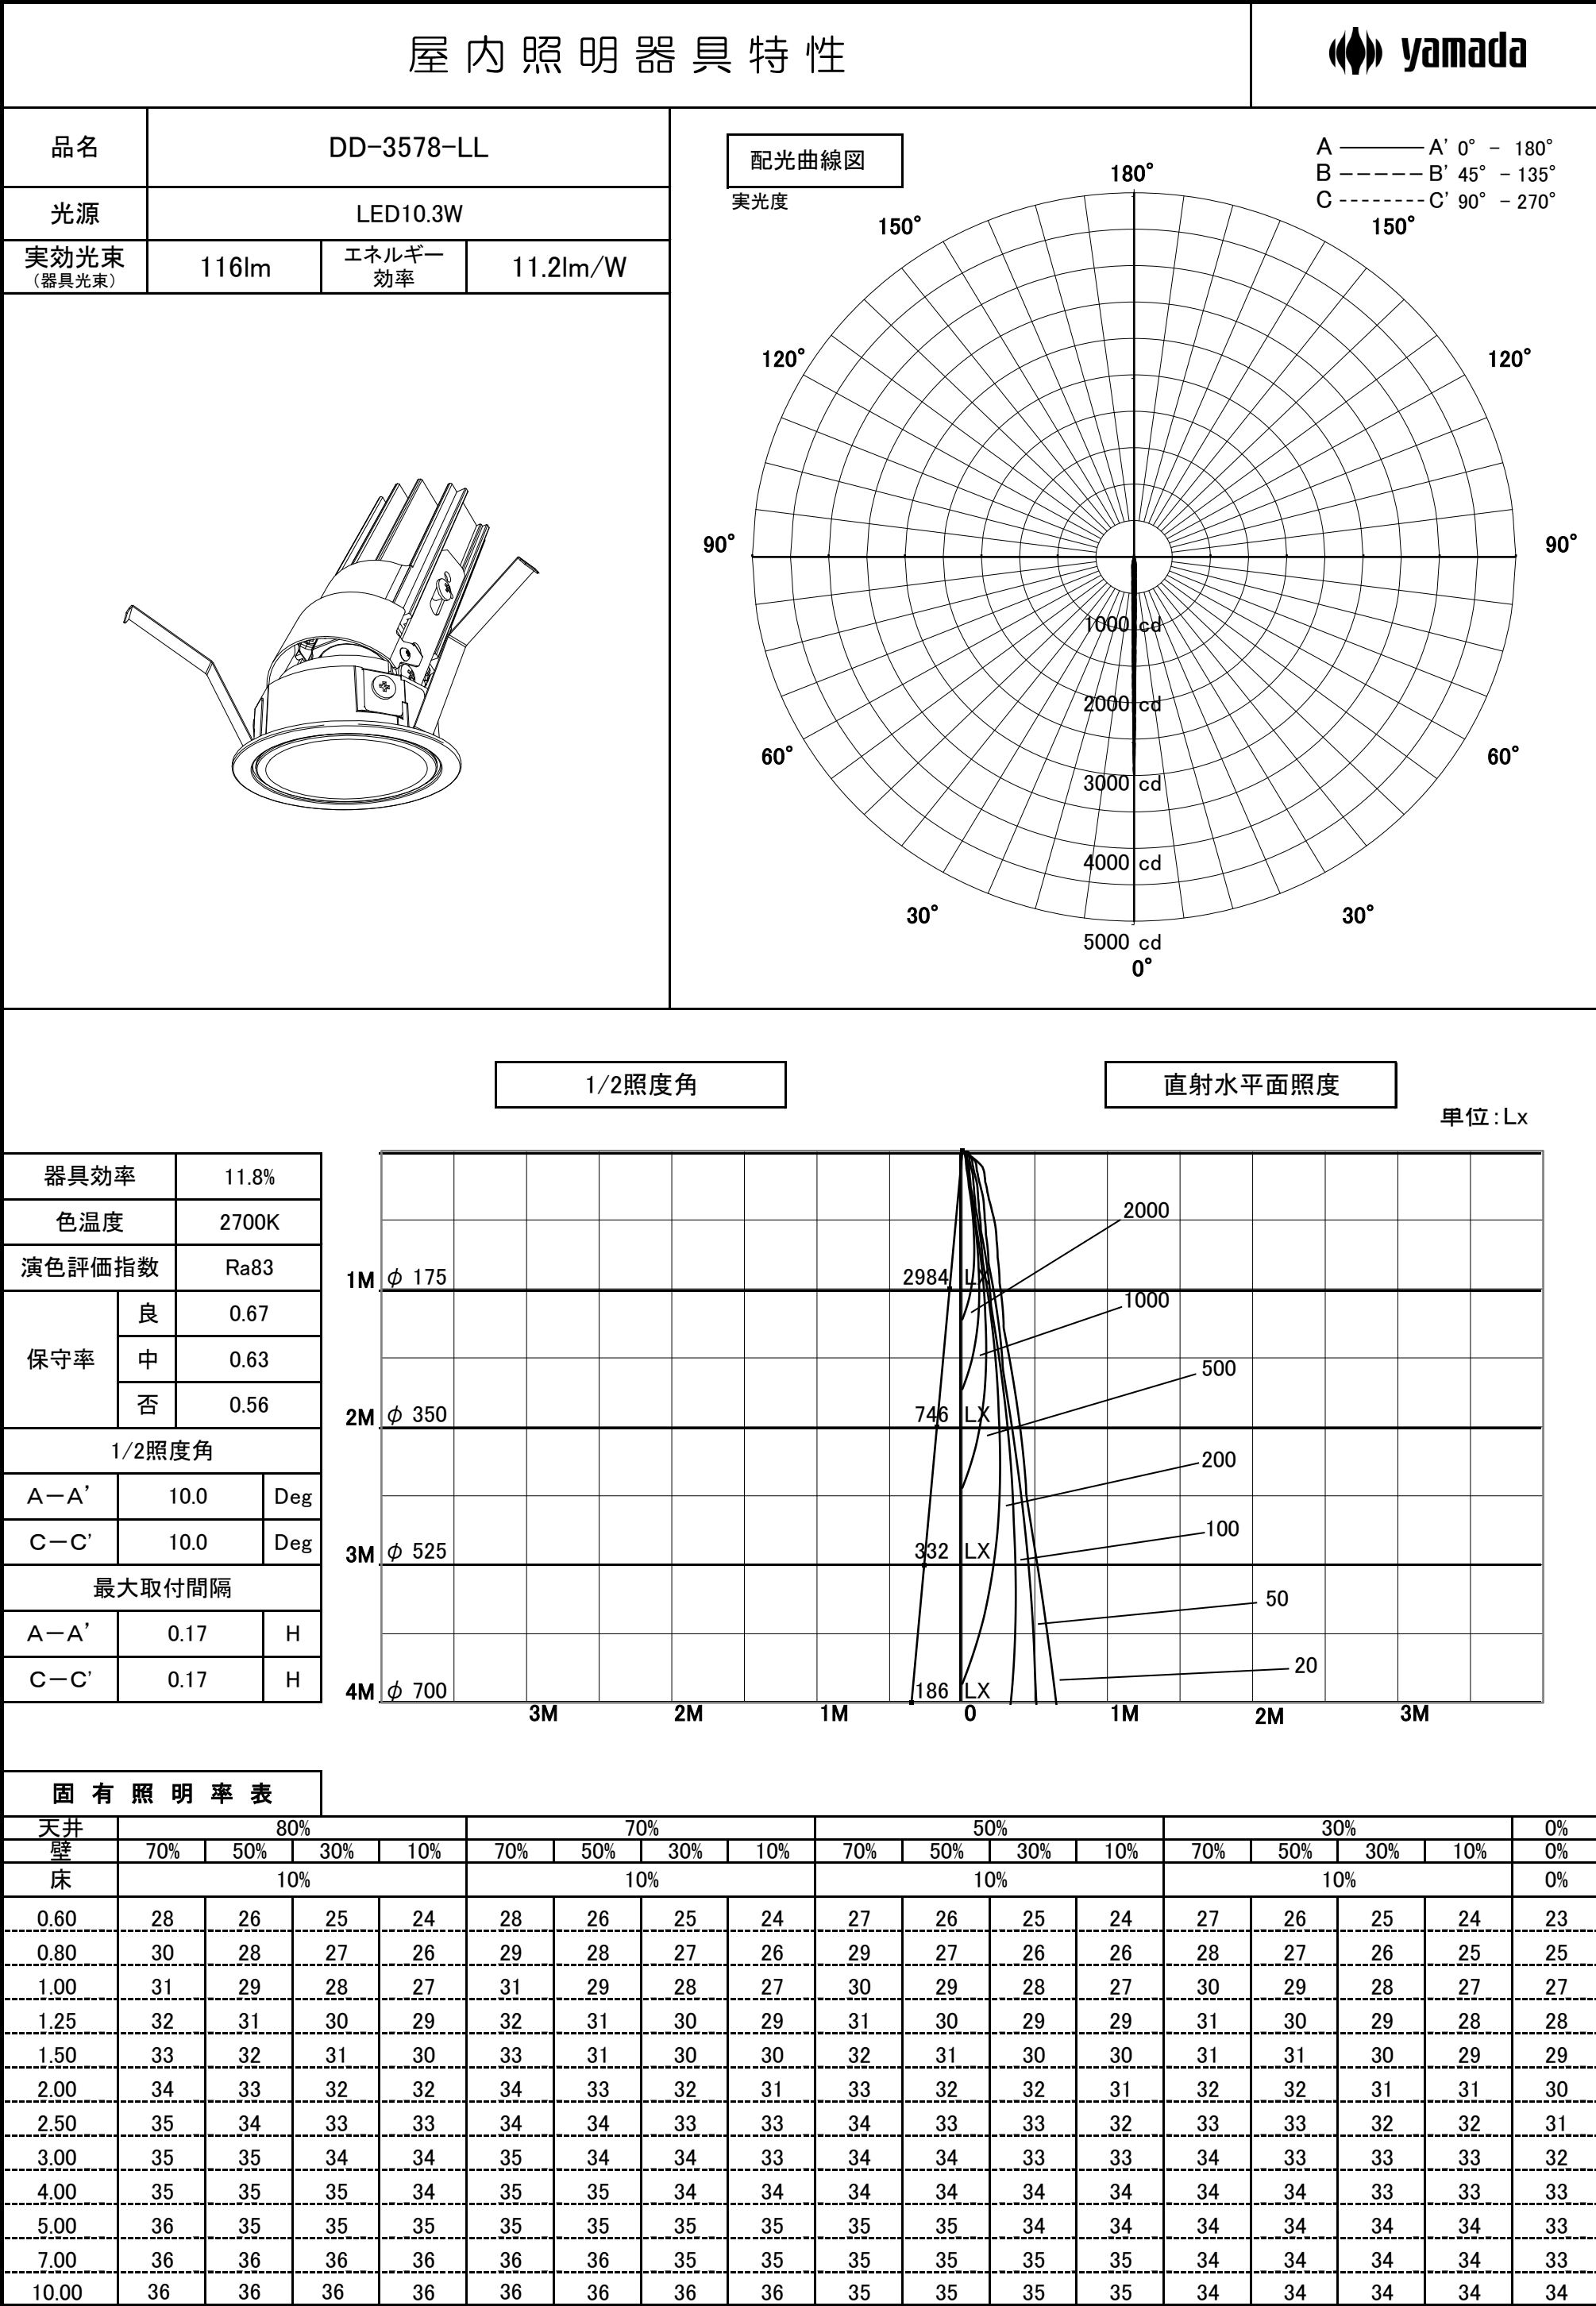 屋内照明器具特性
yamada
品名 DD-3578-LL
光源 LED10.3W
実効光束
（器具光束）
116lm
エネルギー
効率
11.2lm/W
配光曲線図
実光度
A A' 0° - 180°
B B' 45° - 135°
C C' 90° - 270°
180°
150° 150°
120° 120°
90° 90°
1000 cd
2000 cd
60° 60°
3000 cd
4000 cd
30° 30°
5000 cd
0°
1/2照度角
直射水平面照度
単位:Lx
器具効率 11.8%
色温度 2700K
演色評価指数 Ra83
保守率
良 0.67
中 0.63
否 0.56
1/2照度角
A－A' 10.0 Deg
C－C' 10.0 Deg
最大取付間隔
A－A' 0.17 H
C－C' 0.17 H
2000
1M φ 175 2984 LX
1000
500
2M φ 350 746 LX
200
100
3M φ 525 332 LX
50
20
4M φ 700 186 LX
3M 2M 1M 0 1M 2M 3M
固有照明率表
天井 80% 70% 50% 30% 0%
壁 70% 50% 30% 10% 70% 50% 30% 10% 70% 50% 30% 10% 70% 50% 30% 10% 0%
床 10% 10% 10% 10% 0%
0.60 28 26 25 24 28 26 25 24 27 26 25 24 27 26 25 24 23
0.80 30 28 27 26 29 28 27 26 29 27 26 26 28 27 26 25 25
1.00 31 29 28 27 31 29 28 27 30 29 28 27 30 29 28 27 27
1.25 32 31 30 29 32 31 30 29 31 30 29 29 31 30 29 28 28
1.50 33 32 31 30 33 31 30 30 32 31 30 30 31 31 30 29 29
2.00 34 33 32 32 34 33 32 31 33 32 32 31 32 32 31 31 30
2.50 35 34 33 33 34 34 33 33 34 33 33 32 33 33 32 32 31
3.00 35 35 34 34 35 34 34 33 34 34 33 33 34 33 33 33 32
4.00 35 35 35 34 35 35 34 34 34 34 34 34 34 34 33 33 33
5.00 36 35 35 35 35 35 35 35 35 35 34 34 34 34 34 34 33
7.00 36 36 36 36 36 36 35 35 35 35 35 35 34 34 34 34 33
10.00 36 36 36 36 36 36 36 36 35 35 35 35 34 34 34 34 34